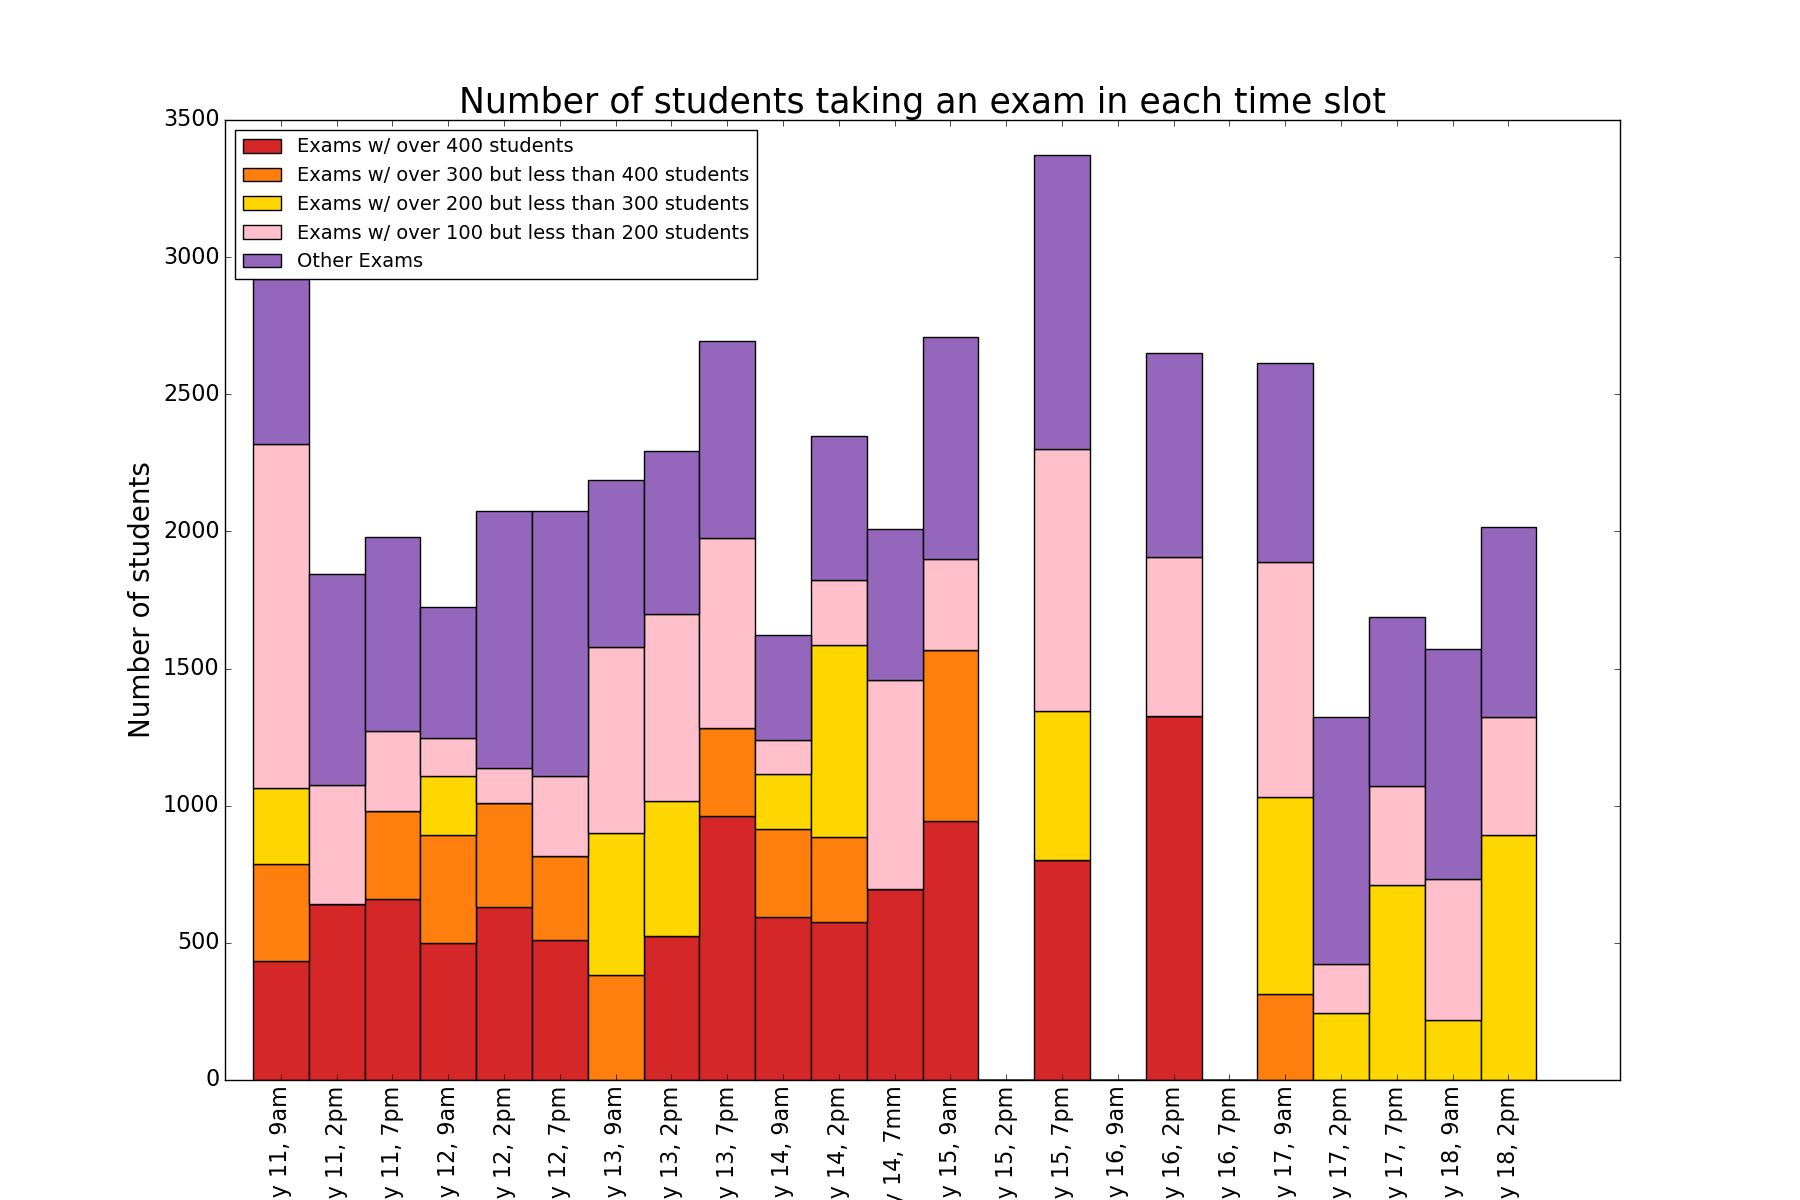 Number of students taking an exam in each time slot
3500
3000
2500
2000
1500
1000
500
0
Number of students
Exams w/ over 400 students
Exams w/ over 300 but less than 400 students
Exams w/ over 200 but less than 300 students
Exams w/ over 100 but less than 200 students
Other Exams
y 11, 9am
y 11, 2pm
y 11, 7pm
y 12, 9am
y 12, 2pm
y 12, 7pm
y 13, 9am
y 13, 2pm
y 13, 7pm
y 14, 9am
y 14, 2pm
y 14, 7mm
y 15, 9am
y 15, 2pm
y 15, 7pm
y 16, 9am
y 16, 2pm
y 16, 7pm
y 17, 9am
y 17, 2pm
y 17, 7pm
y 18, 9am
y 18, 2pm